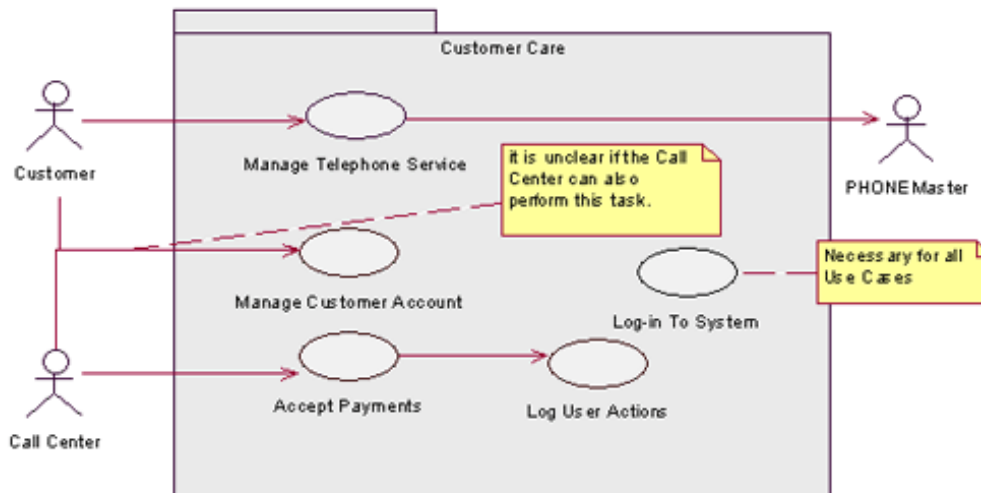 Customer Care
Customer
Manage Telephone Service
it is unclear if the Call
Center can also
perform this task.
PHONEMaster
Manage Customer Account
Necessary for all
Use Cases
Log-in To System
Accept Payments
Log User Actions
Call Center